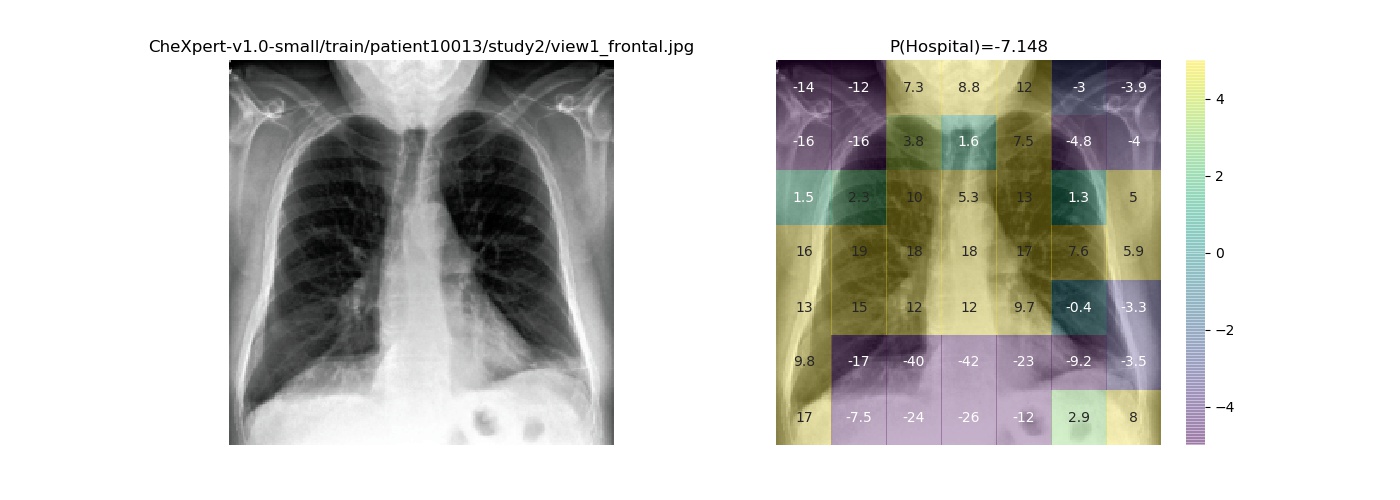 CheXpert-v1.0-small/train/patient10013/study2/view1_frontal.jpg
P(Hospital)=-7.148
-14 -12 7.3 8.8 12 -3 -3.9
-16 -16 3.8 1.6 7.5 -4.8 -4
1.5 2.3 10 5.3 13 1.3 5
16 19 18 18 17 7.6 5.9
13 15 12 12 9.7 -0.4 -3.3
9.8 -17 -40 -42 -23 -9.2 -3.5
17 -7.5 -24 -26 -12 2.9 8
4
2
0
−2
−4